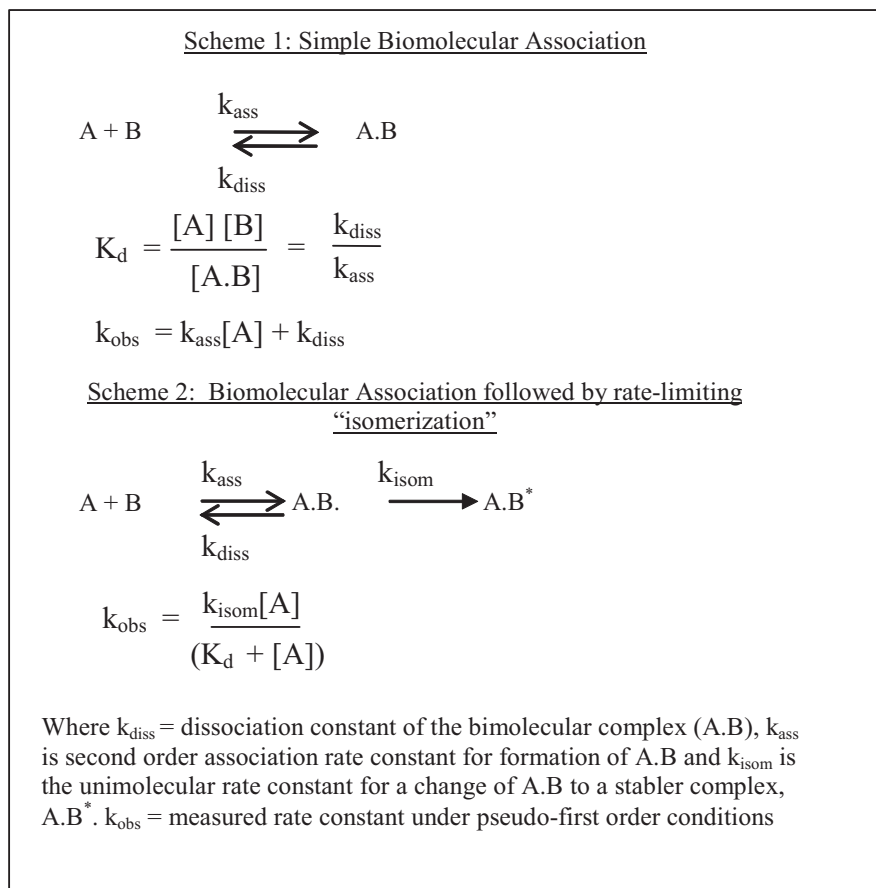 Scheme 1: Simple Biomolecular Association
k_ass
A + B ⇌ A.B
k_diss
K_d = [A] [B] / [A.B] = k_diss / k_ass
k_obs = k_ass[A] + k_diss
Scheme 2: Biomolecular Association followed by rate-limiting
“isomerization”
k_ass k_isom
A + B ⇌ A.B. → A.B*
k_diss
k_obs = k_isom[A] / (K_d + [A])
Where k_diss = dissociation constant of the bimolecular complex (A.B), k_ass
is second order association rate constant for formation of A.B and k_isom is
the unimolecular rate constant for a change of A.B to a stabler complex,
A.B*. k_obs = measured rate constant under pseudo-first order conditions